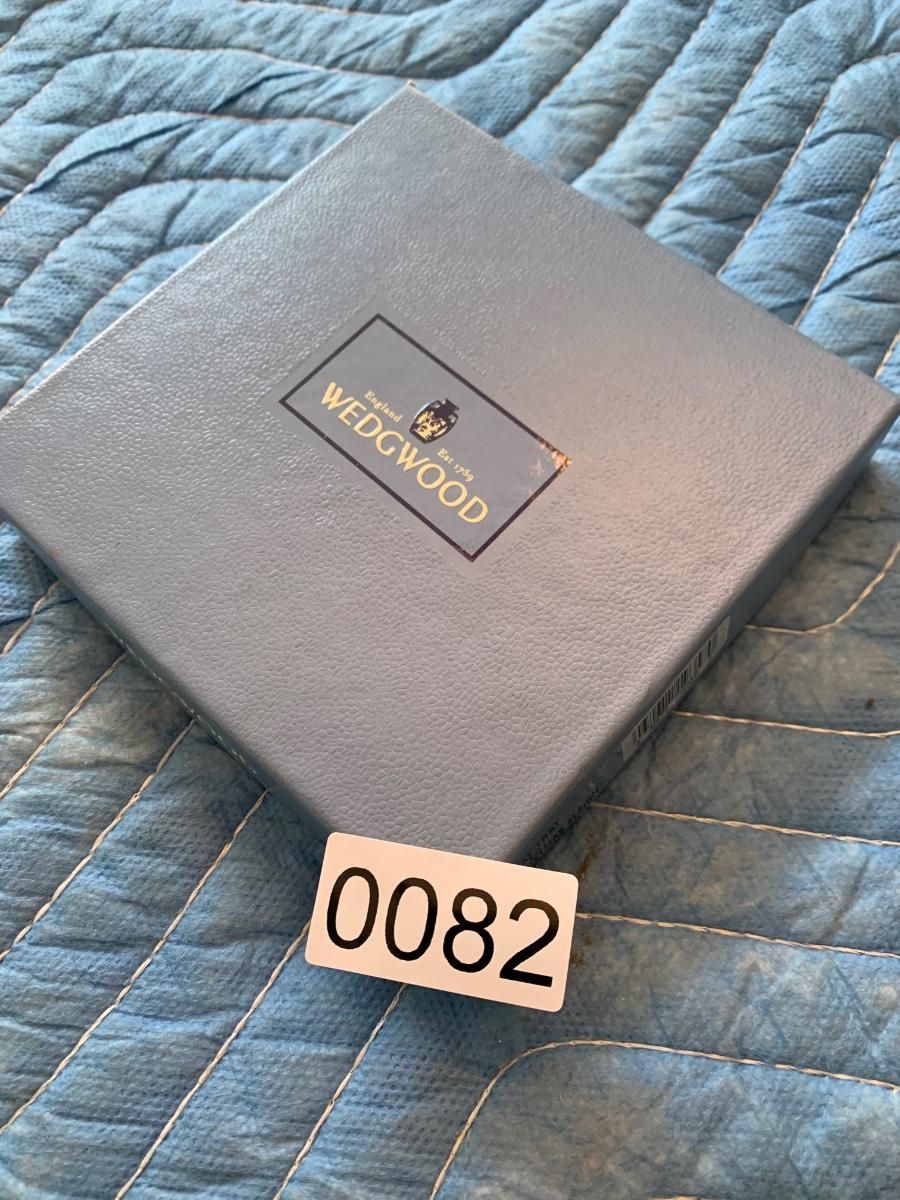 England
Est 1759
WEDGWOOD
0082